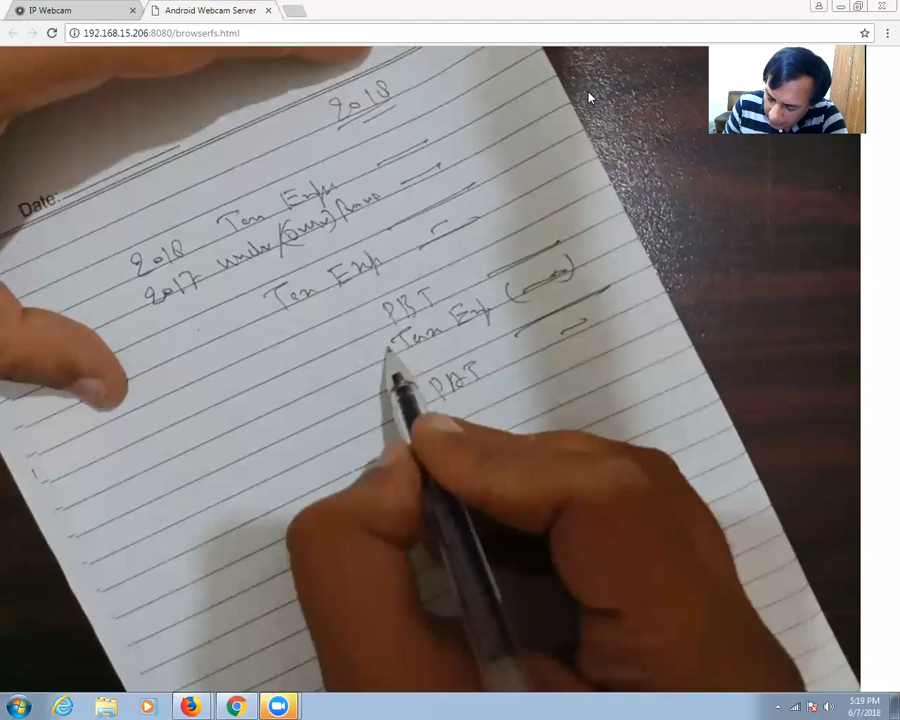 IP Webcam
Android Webcam Server
192.168.15.206:8080/browserfs.html
2018
Date:
2018 Tax Exp
2017 under/(over)
Tax Exp
PBT
Tax Exp ( )
PAT
5:19 PM
6/7/2018